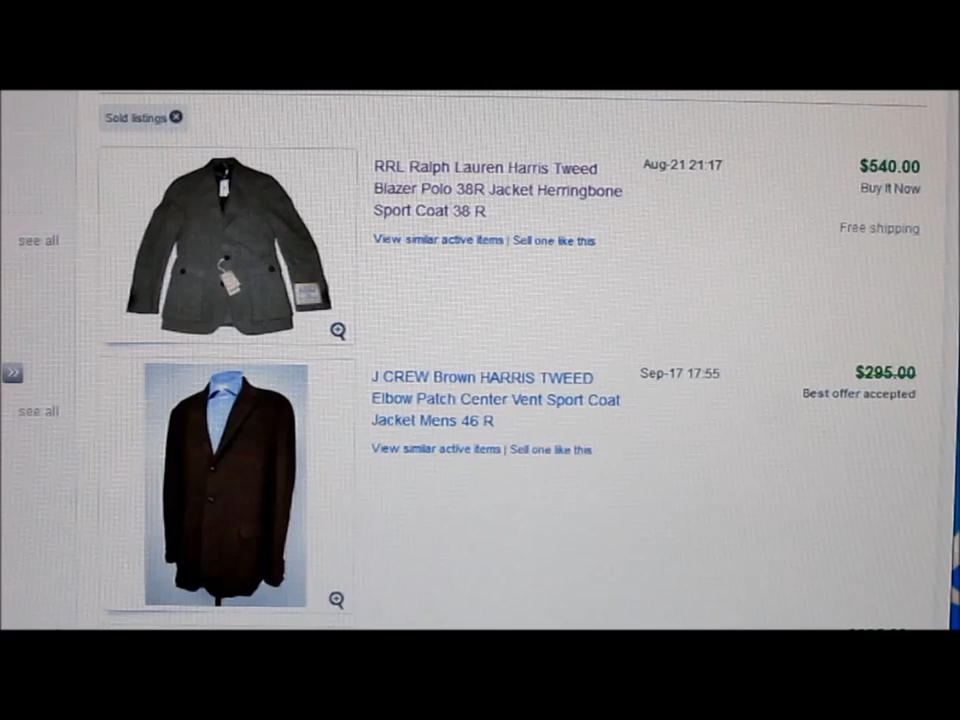 Sold listings
RRL Ralph Lauren Harris Tweed
Blazer Polo 38R Jacket Herringbone
Sport Coat 38 R
View similar active items | Sell one like this
Aug-21 21:17
$540.00
Buy It Now
Free shipping
see all
J CREW Brown HARRIS TWEED
Elbow Patch Center Vent Sport Coat
Jacket Mens 46 R
View similar active items | Sell one like this
Sep-17 17:55
$295.00
Best offer accepted
see all